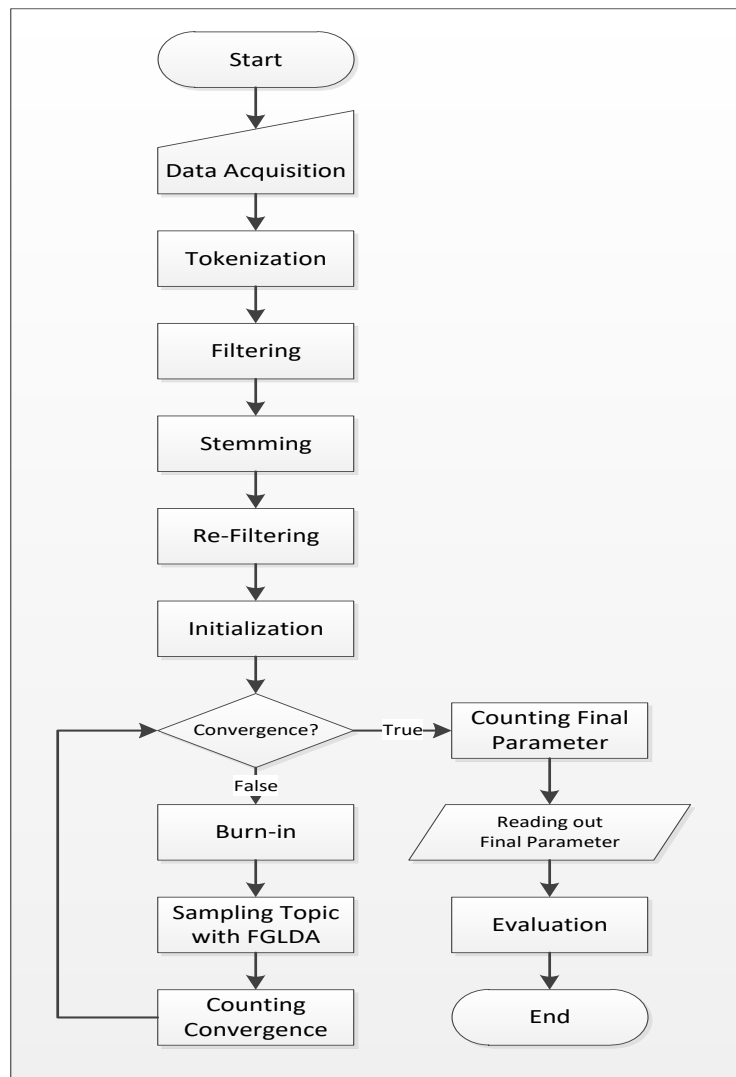 Start
Data Acquisition
Tokenization
Filtering
Stemming
Re-Filtering
Initialization
Convergence?
True
False
Burn-in
Sampling Topic
with FGLDA
Counting
Convergence
Counting Final
Parameter
Reading out
Final Parameter
Evaluation
End